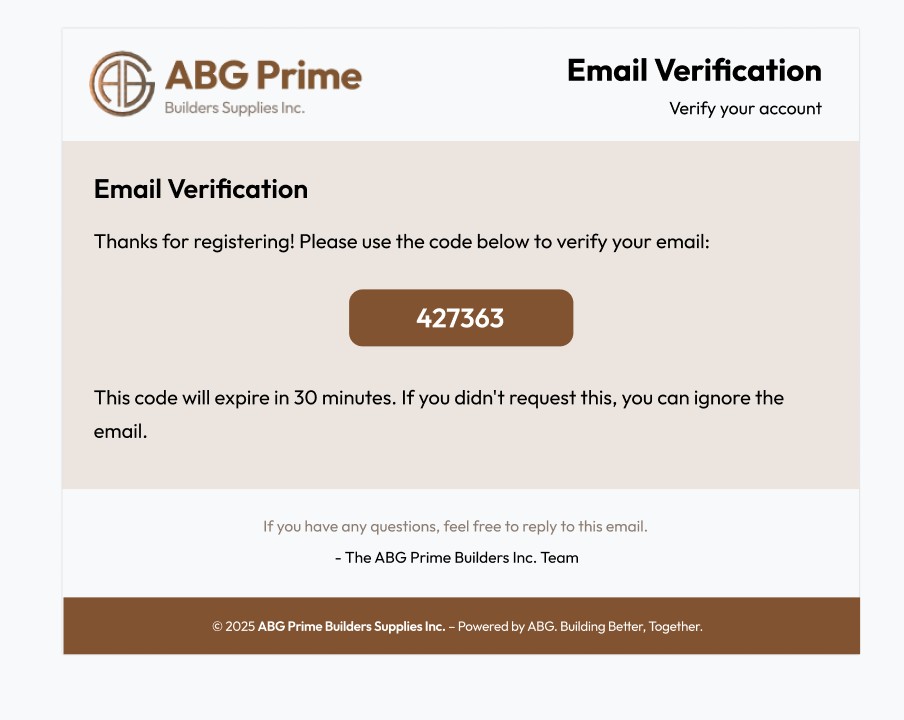 ABG Prime
Builders Supplies Inc.
Email Verification
Verify your account
Email Verification
Thanks for registering! Please use the code below to verify your email:
427363
This code will expire in 30 minutes. If you didn't request this, you can ignore the
email.
If you have any questions, feel free to reply to this email.
- The ABG Prime Builders Inc. Team
© 2025 ABG Prime Builders Supplies Inc. – Powered by ABG. Building Better, Together.